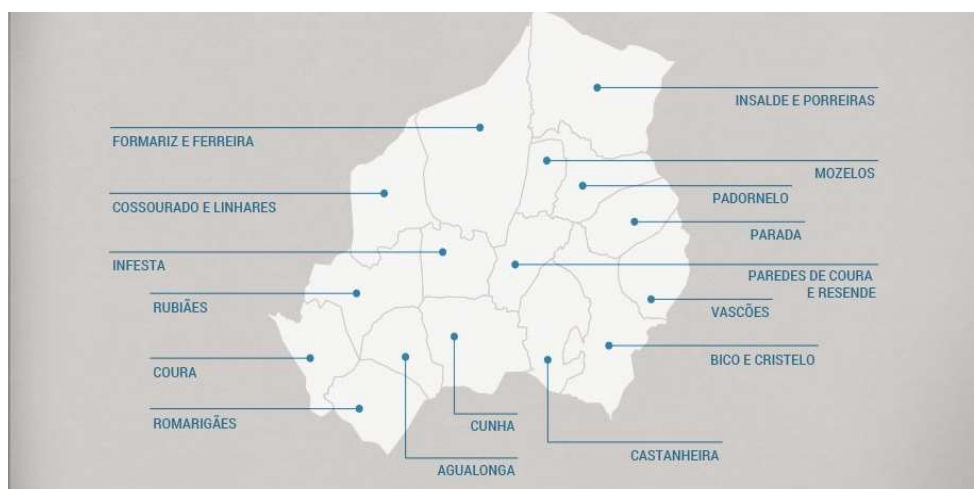 INSALDE E PORREIRAS
FORMARIZ E FERREIRA
MOZELOS
PADORNELO
COSSOURADO E LINHARES
PARADA
INFESTA
PAREDES DE COURA
E RESENDE
RUBIÃES
VASCÕES
COURA
BICO E CRISTELO
ROMARIGÃES
CUNHA
CASTANHEIRA
AGUALONGA